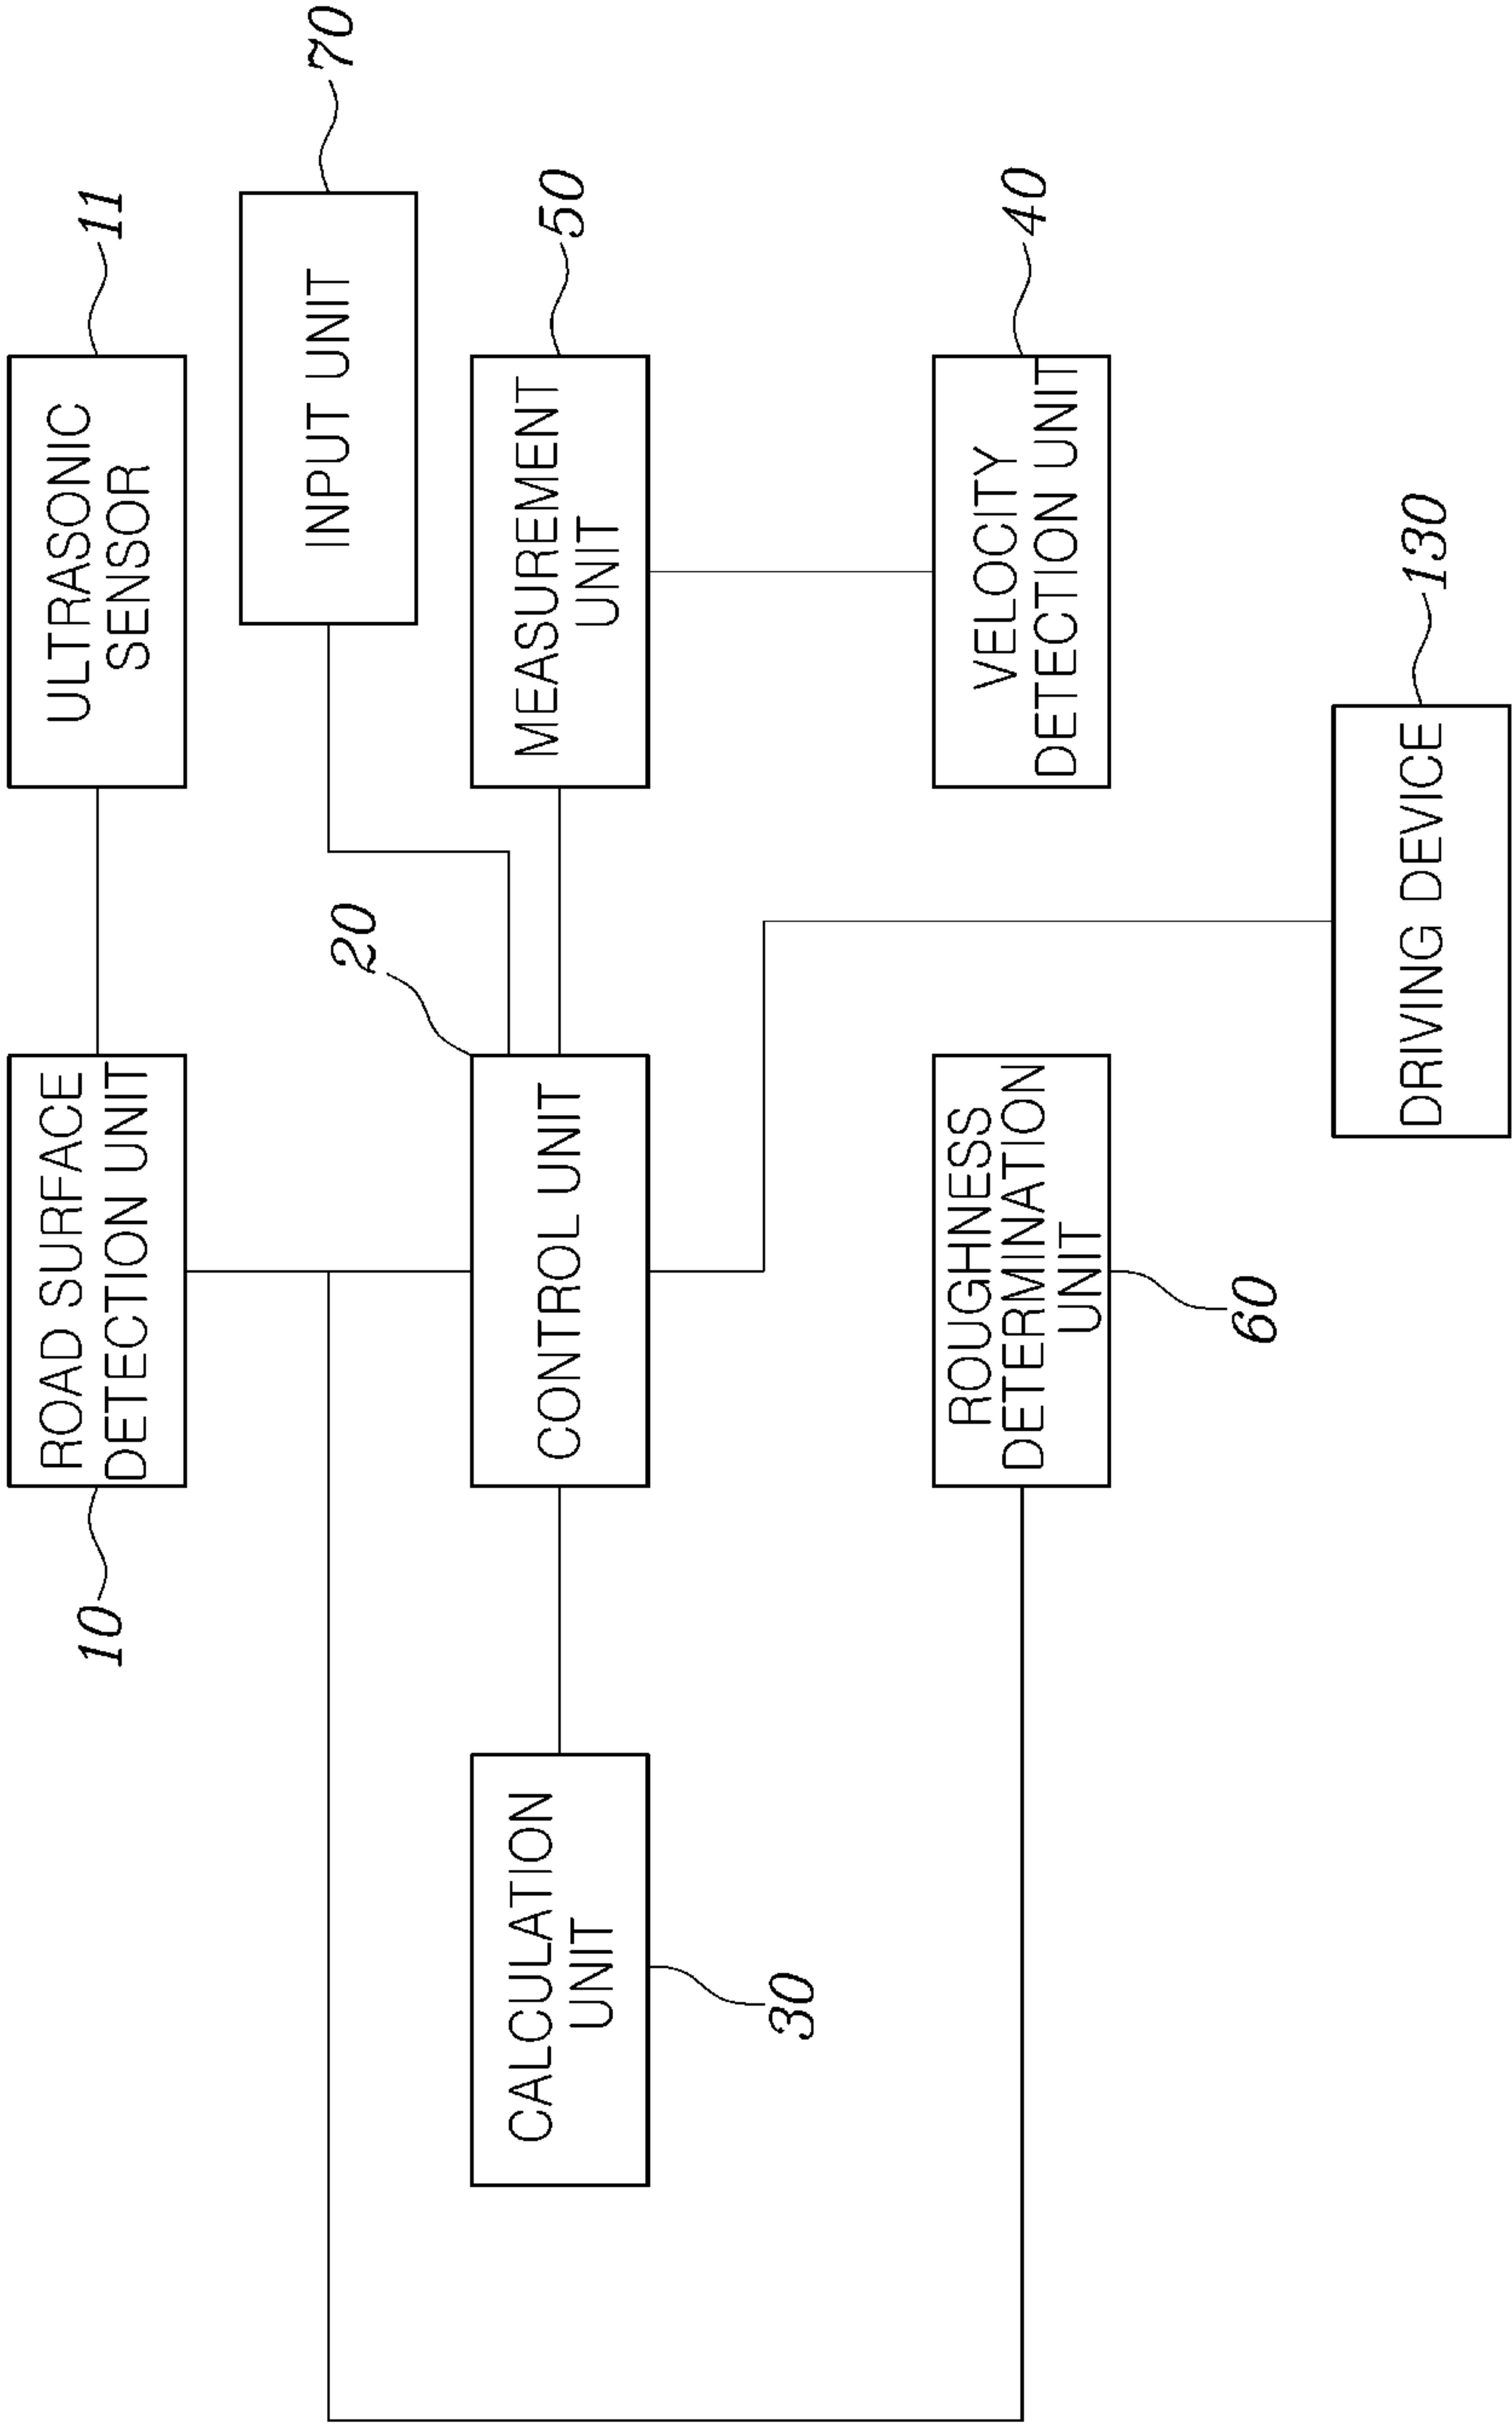 10
ROAD SURFACE
DETECTION UNIT
ULTRASONIC
SENSOR
11
INPUT UNIT
70
20
CALCULATION
UNIT
30
CONTROL UNIT
MEASUREMENT
UNIT
50
ROUGHNESS
DETERMINATION
UNIT
60
VELOCITY
DETECTION UNIT
40
DRIVING DEVICE
130